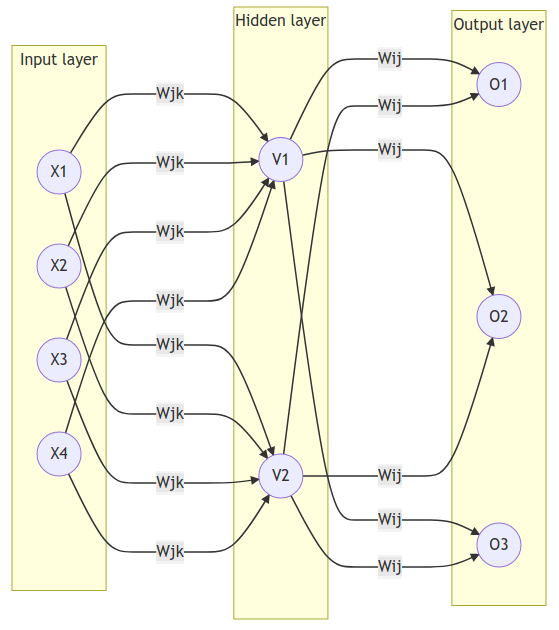 Input layer
X1
X2
X3
X4
Wjk
Wjk
Wjk
Wjk
Wjk
Wjk
Wjk
Wjk
Hidden layer
V1
V2
Wij
Wij
Wij
Wij
Wij
Wij
Output layer
O1
O2
O3